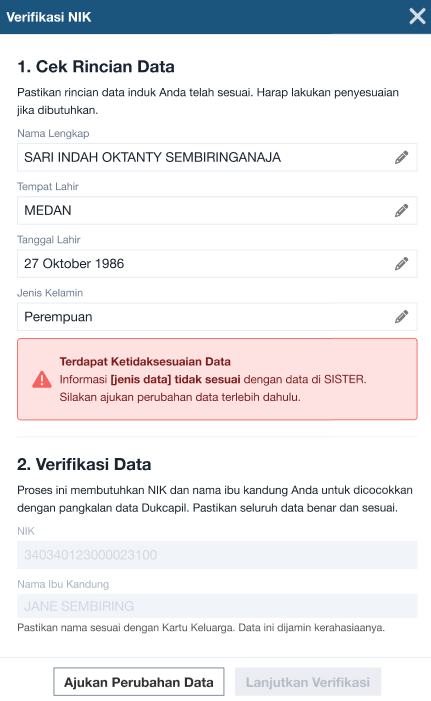 Verifikasi NIK
1. Cek Rincian Data
Pastikan rincian data induk Anda telah sesuai. Harap lakukan penyesuaian
jika dibutuhkan.
Nama Lengkap
SARI INDAH OKTANTY SEMBIRINGANAJA
Tempat Lahir
MEDAN
Tanggal Lahir
27 Oktober 1986
Jenis Kelamin
Perempuan
Terdapat Ketidaksesuaian Data
Informasi [jenis data] tidak sesuai dengan data di SISTER.
Silakan ajukan perubahan data terlebih dahulu.
2. Verifikasi Data
Proses ini membutuhkan NIK dan nama ibu kandung Anda untuk dicocokkan
dengan pangkalan data Dukcapil. Pastikan seluruh data benar dan sesuai.
NIK
340340123000023100
Nama Ibu Kandung
JANE SEMBIRING
Pastikan nama sesuai dengan Kartu Keluarga. Data ini dijamin kerahasiaanya.
Ajukan Perubahan Data
Lanjutkan Verifikasi